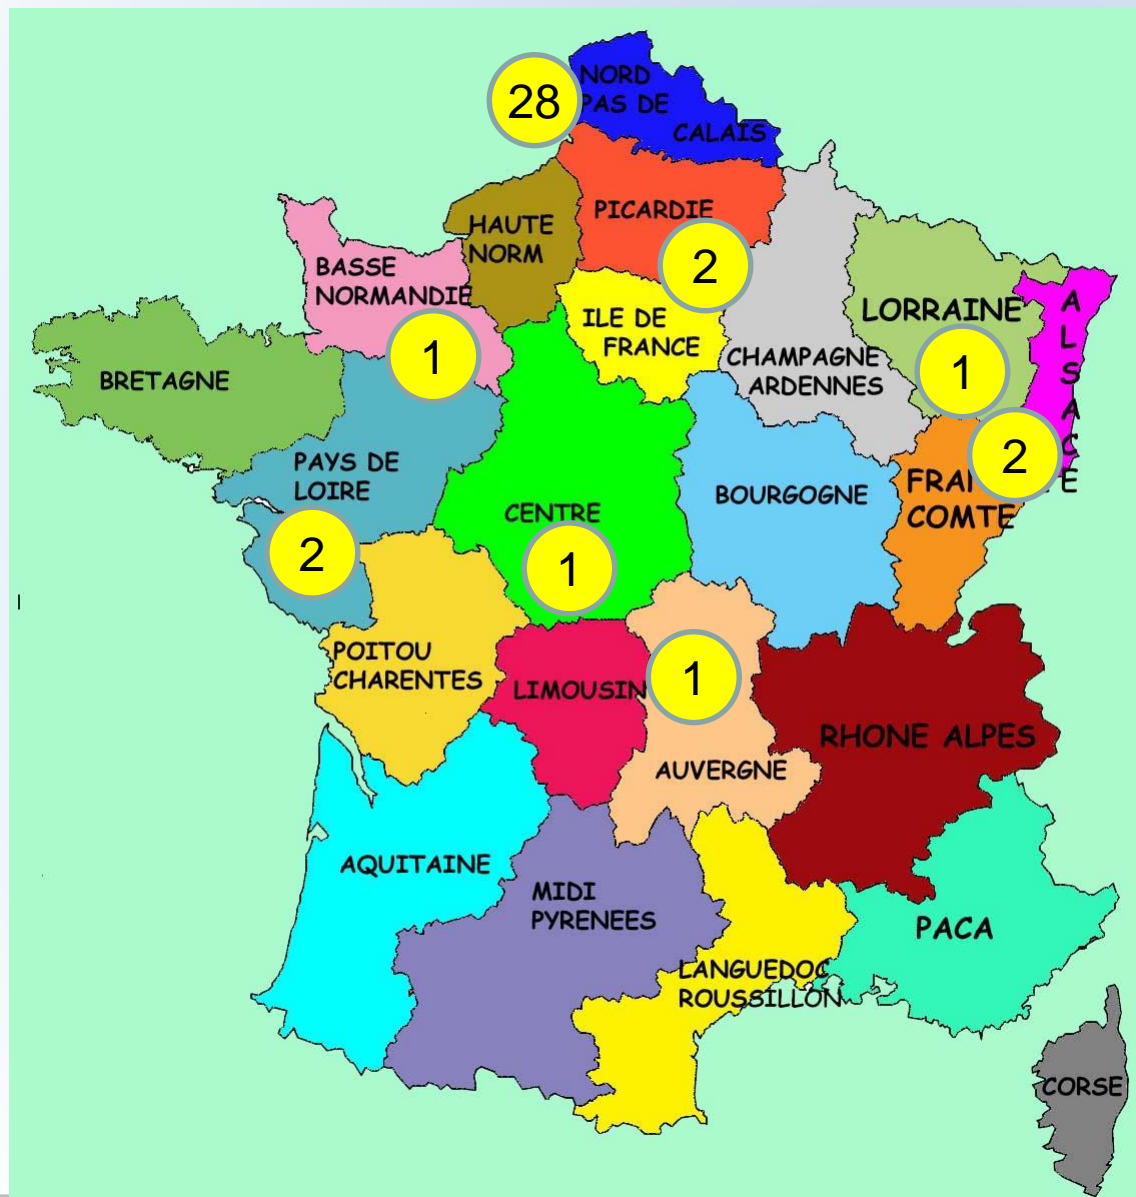 28
NORD
PAS DE
CALAIS
PICARDIE
2
HAUTE
NORM
BASSE
NORMANDIE
1
ILE DE
FRANCE
CHAMPAGNE
ARDENNES
LORRAINE
1
A
L
S
A
C
E
2
BRETAGNE
PAYS DE
LOIRE
2
CENTRE
1
BOURGOGNE
COMTE
POITOU
CHARENTES
LIMOUSIN
1
AUVERGNE
RHONE ALPES
AQUITAINE
MIDI
PYRENEES
LANGUEDOC
ROUSSILLON
PACA
CORSE